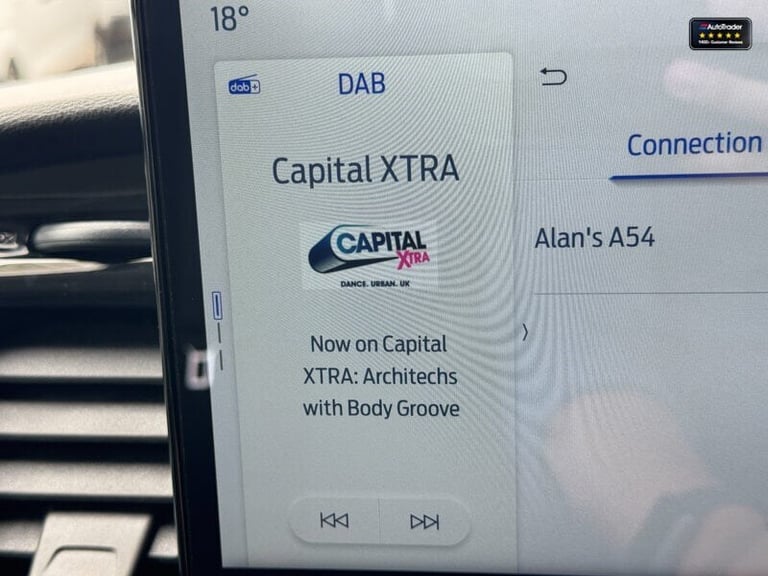 18°
AutoTrader
dab+
DAB
Connection
Capital XTRA
Alan's A54
CAPITAL
XTRA
DANCE. URBAN. UK
Now on Capital
XTRA: Architechs
with Body Groove